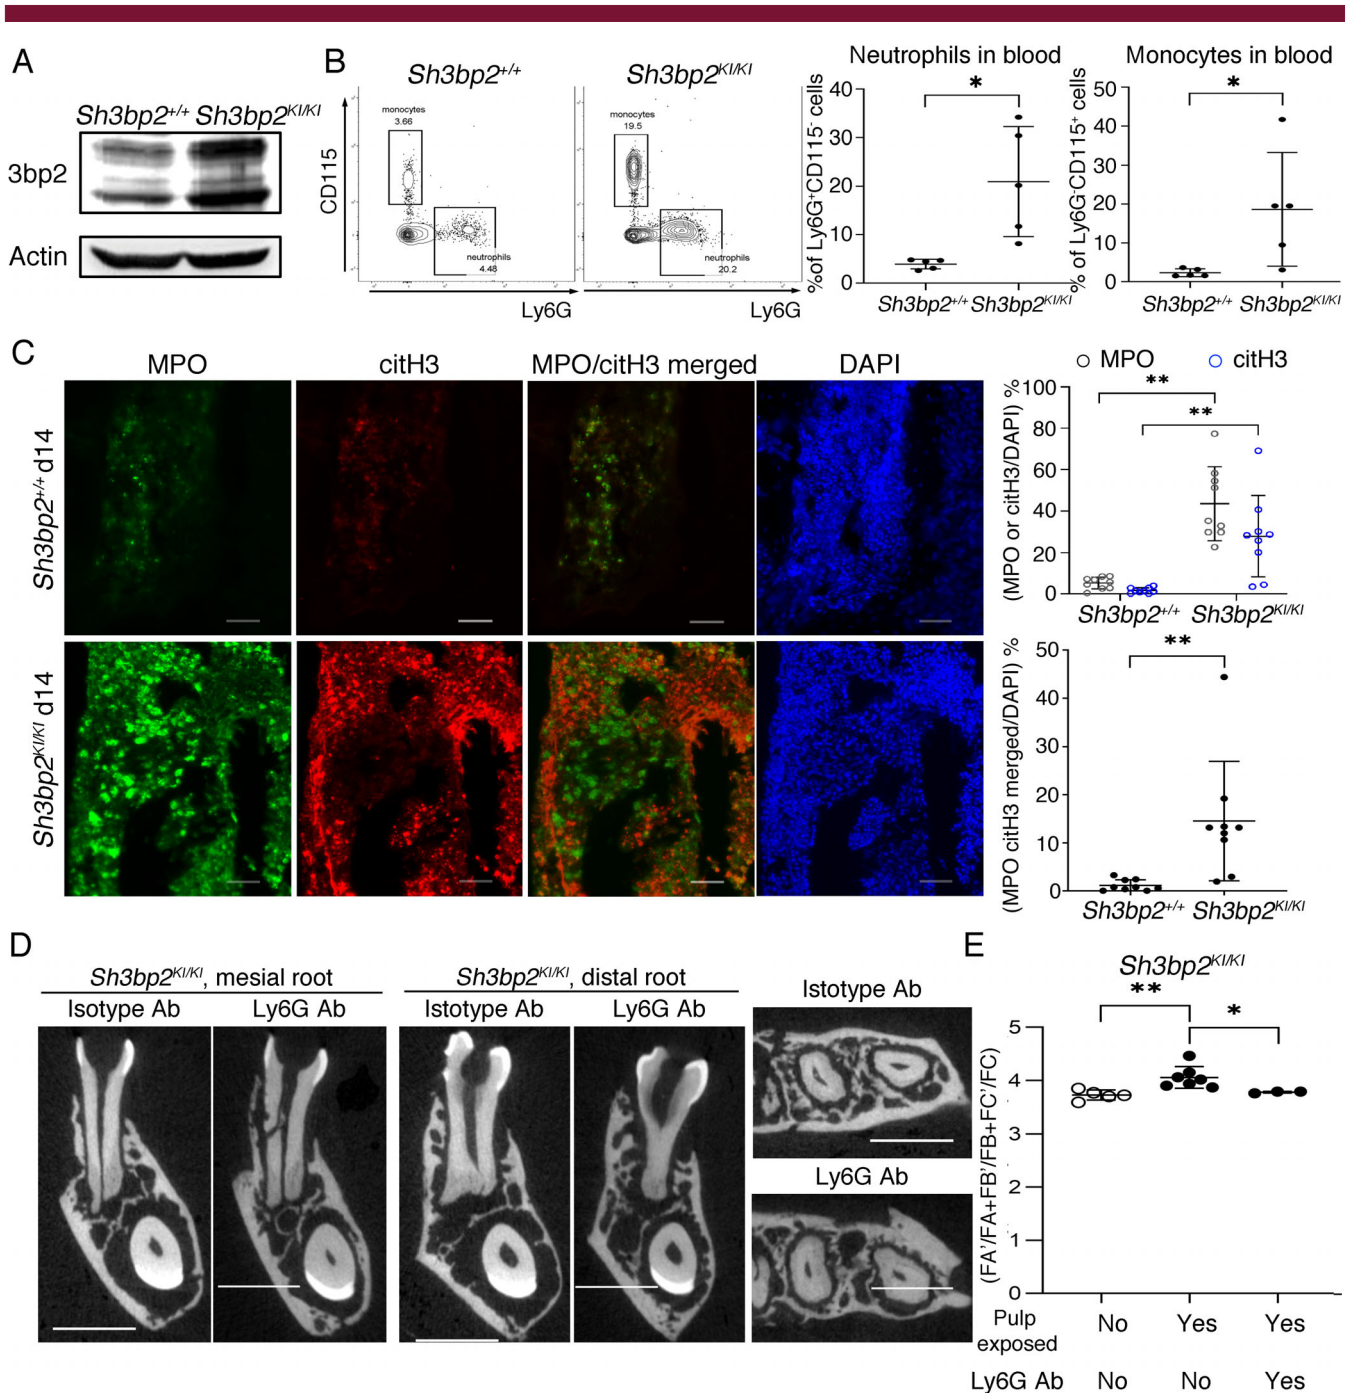 A
Sh3bp2+/+ Sh3bp2KI/KI
3bp2
Actin
B
Sh3bp2+/+
Sh3bp2KI/KI
CD115
monocytes
3.66
neutrophils
4.48
Ly6G
monocytes
19.5
neutrophils
20.2
Ly6G
Neutrophils in blood
%of Ly6G+CD115- cells
40
30
20
10
0
*
Sh3bp2+/+ Sh3bp2KI/KI
Monocytes in blood
% of Ly6G-CD115+ cells
50
40
30
20
10
0
*
Sh3bp2+/+ Sh3bp2KI/KI
C
MPO
citH3
MPO/citH3 merged
DAPI
Sh3bp2+/+ d14
Sh3bp2KI/KI d14
MPO
citH3
(MPO or citH3/DAPI) %
100
80
60
40
20
0
**
**
Sh3bp2+/+
Sh3bp2KI/KI
(MPO citH3 merged/DAPI) %
50
40
30
20
10
0
**
Sh3bp2+/+ Sh3bp2KI/KI
D
Sh3bp2KI/KI, mesial root
Isotype Ab
Ly6G Ab
Sh3bp2KI/KI, distal root
Isotype Ab
Ly6G Ab
Istotype Ab
Ly6G Ab
E
Sh3bp2KI/KI
**
*
(FA'/FA+FB'/FB+FC'/FC)
5
4
3
2
1
0
Pulp
exposed
No
Yes
Yes
Ly6G Ab
No
No
Yes